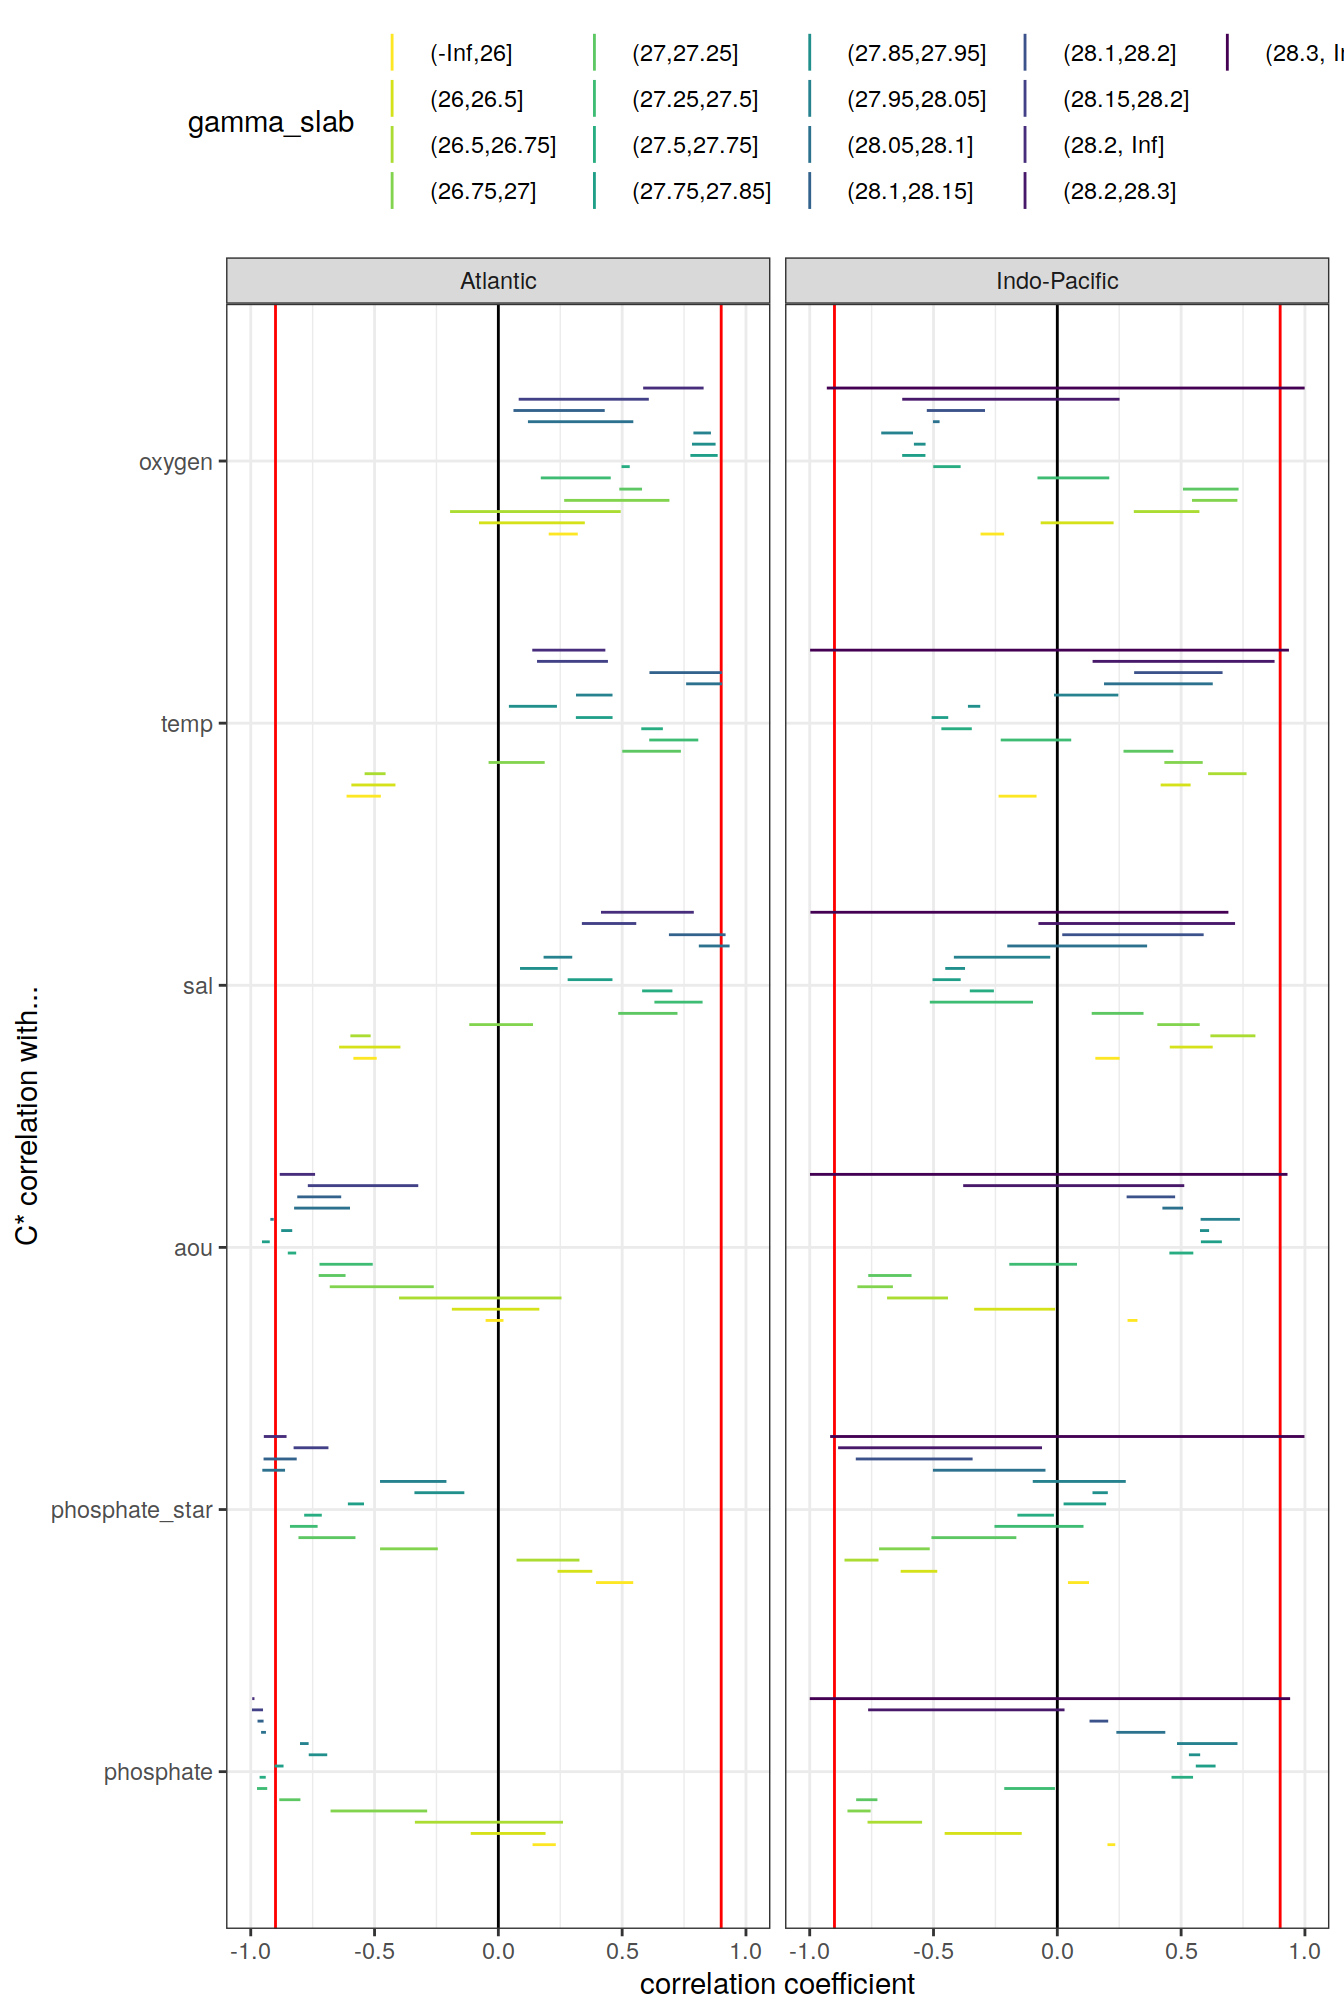 gamma_slab
(-Inf,26]
(26,26.5]
(26.5,26.75]
(26.75,27]
(27,27.25]
(27.25,27.5]
(27.5,27.75]
(27.75,27.85]
(27.85,27.95]
(27.95,28.05]
(28.05,28.1]
(28.1,28.15]
(28.1,28.2]
(28.15,28.2]
(28.2, Inf]
(28.2,28.3]
(28.3,
Atlantic
Indo-Pacific
C* correlation with...
oxygen
temp
sal
aou
phosphate_star
phosphate
-1.0 -0.5 0.0 0.5 1.0
-1.0 -0.5 0.0 0.5 1.0
correlation coefficient